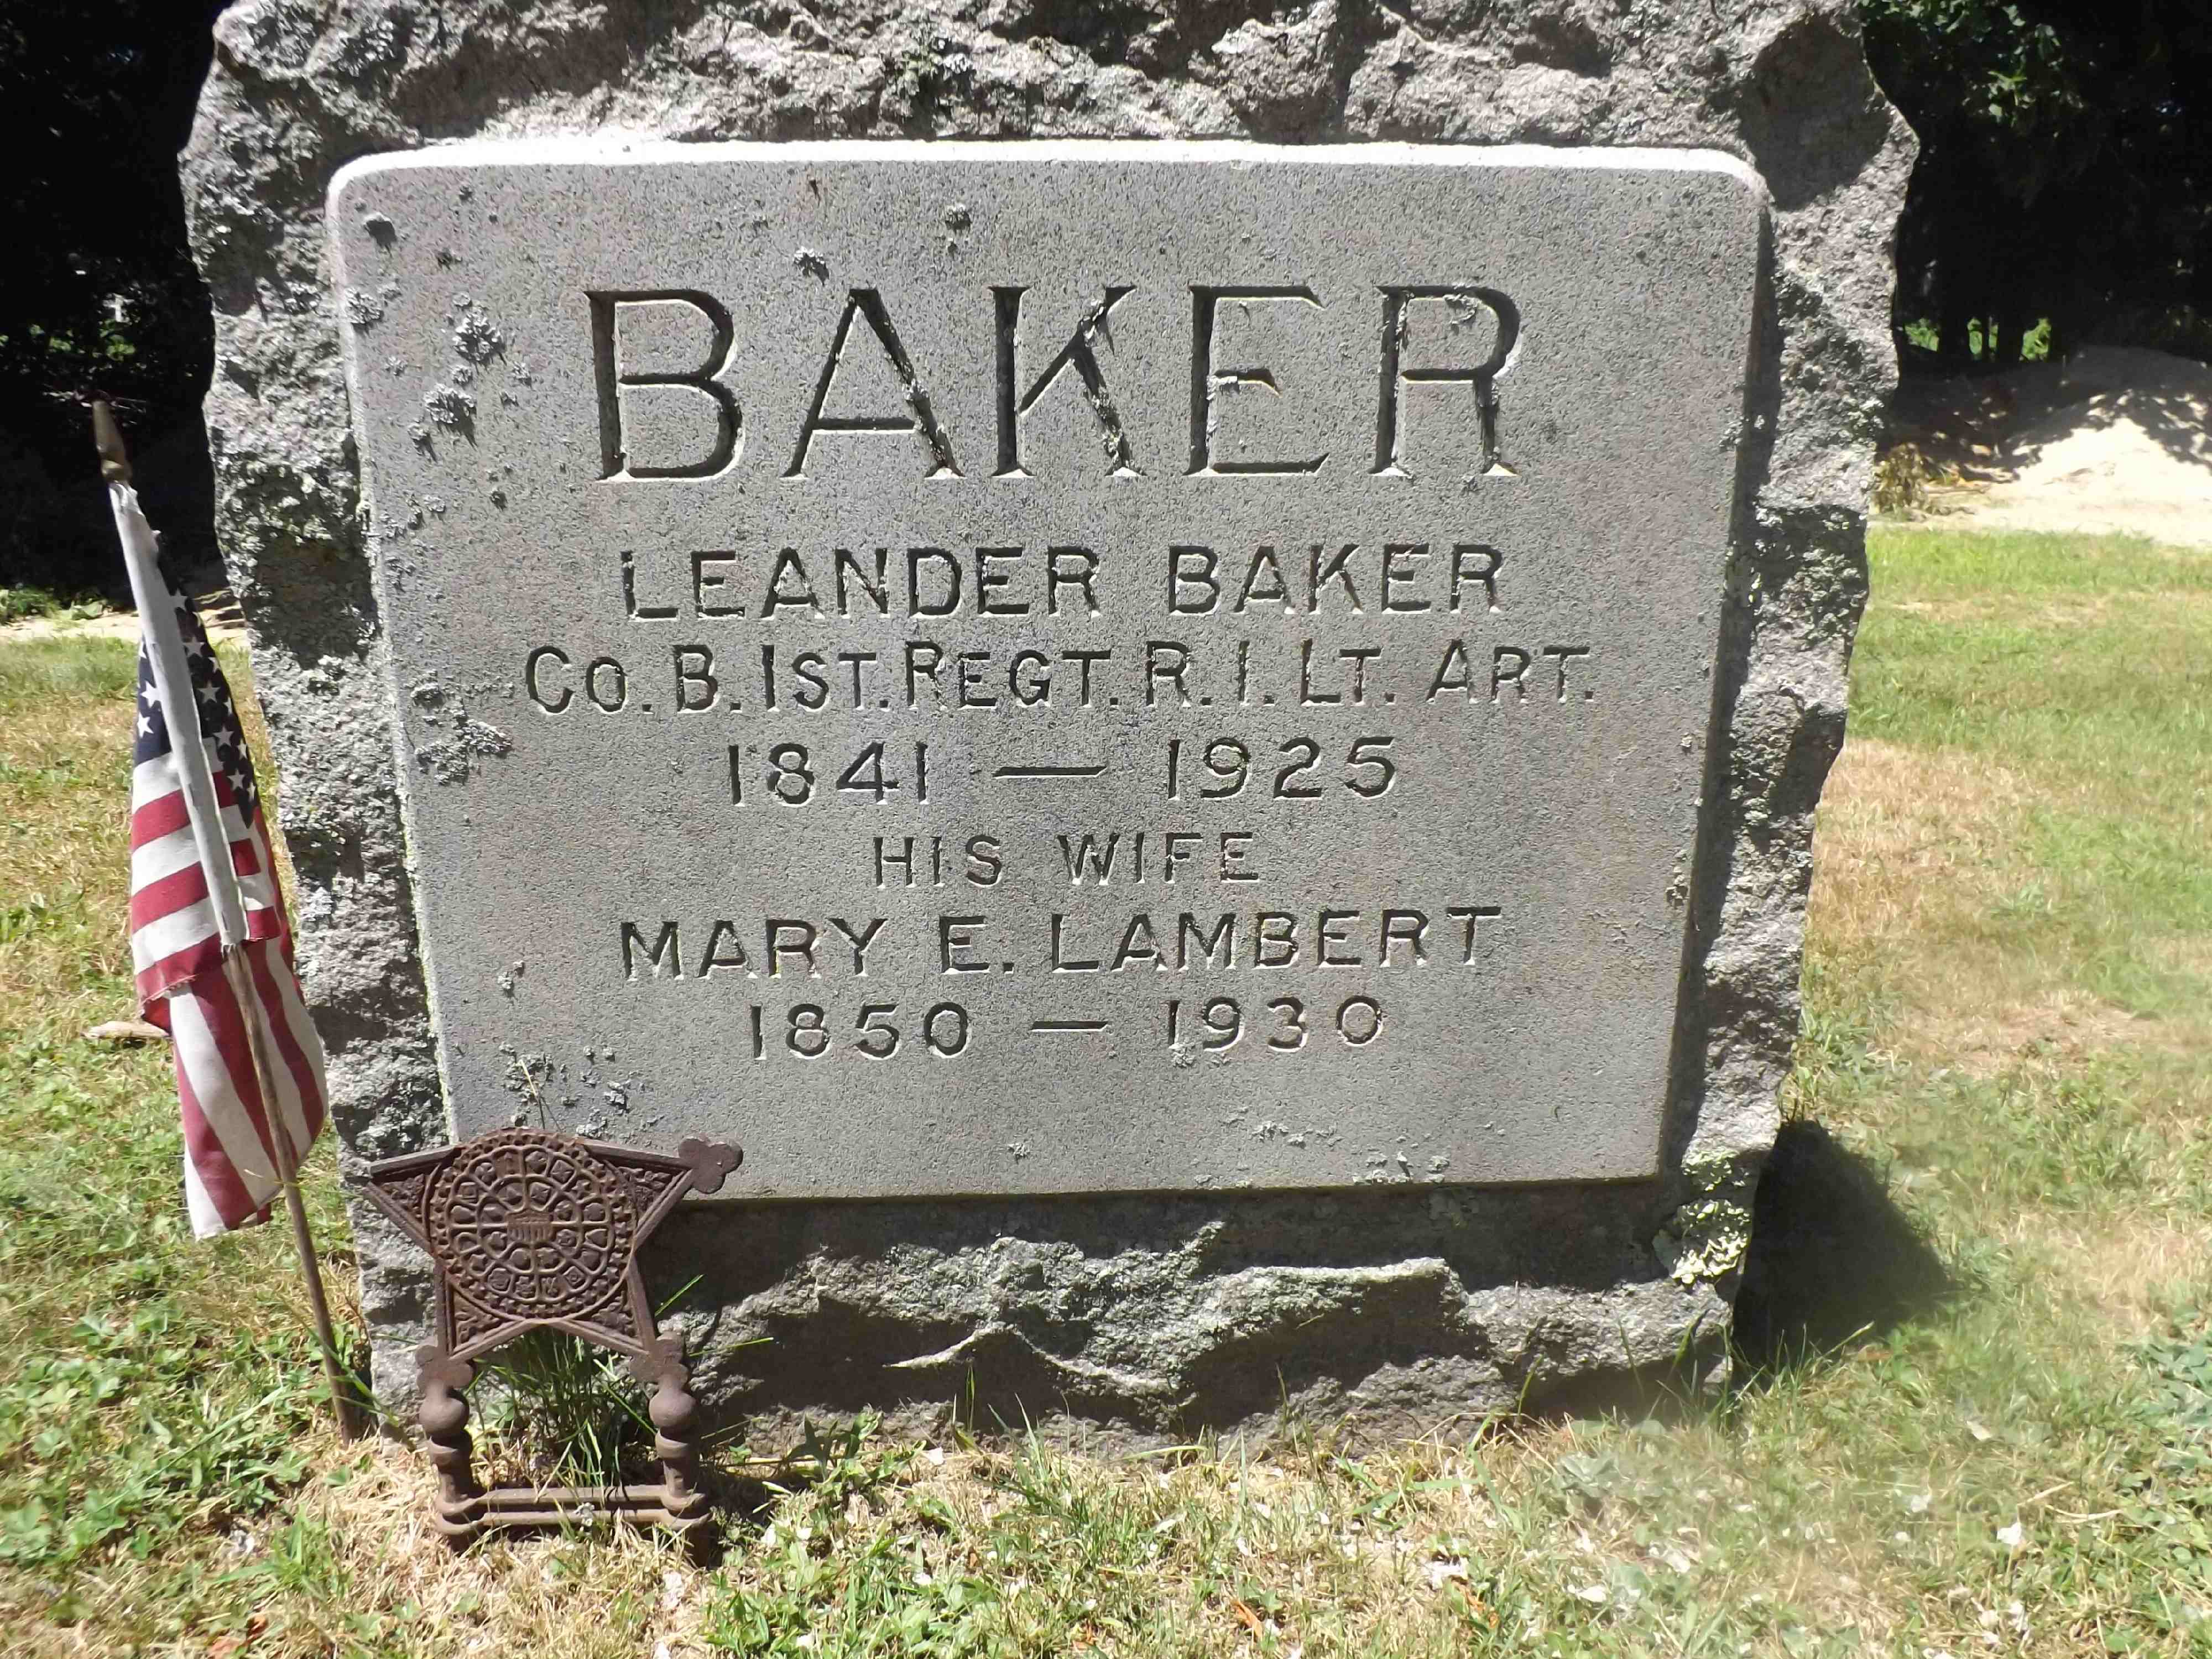 BAKER
LEANDER BAKER
CO. B. 1ST. REGT. R. I. LT. ART.
1841 — 1925
HIS WIFE
MARY E. LAMBERT
1850 — 1930